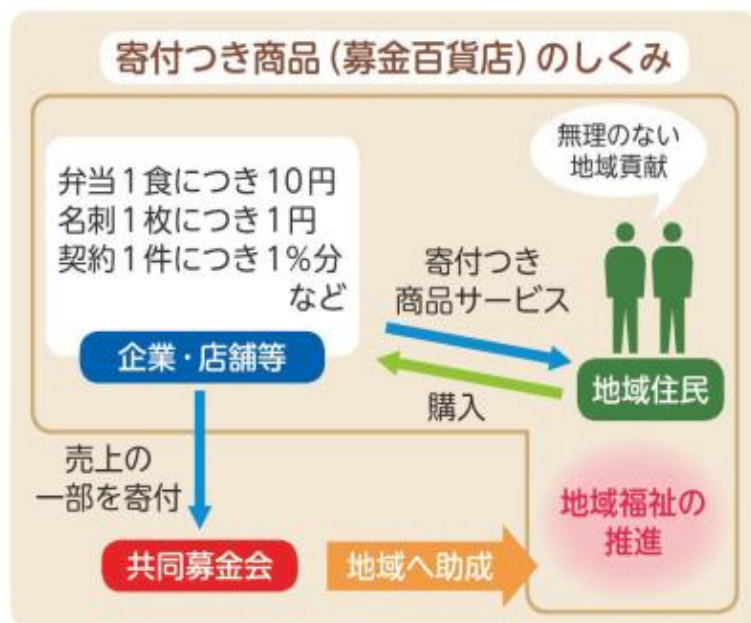 寄付つき商品(募金百貨店)のしくみ
無理のない
地域貢献
弁当1食につき10円
名刺1枚につき1円
契約1件につき1%分
など
企業・店舗等
寄付つき
商品サービス
購入
地域住民
売上の
一部を寄付
共同募金会
地域へ助成
地域福祉の
推進